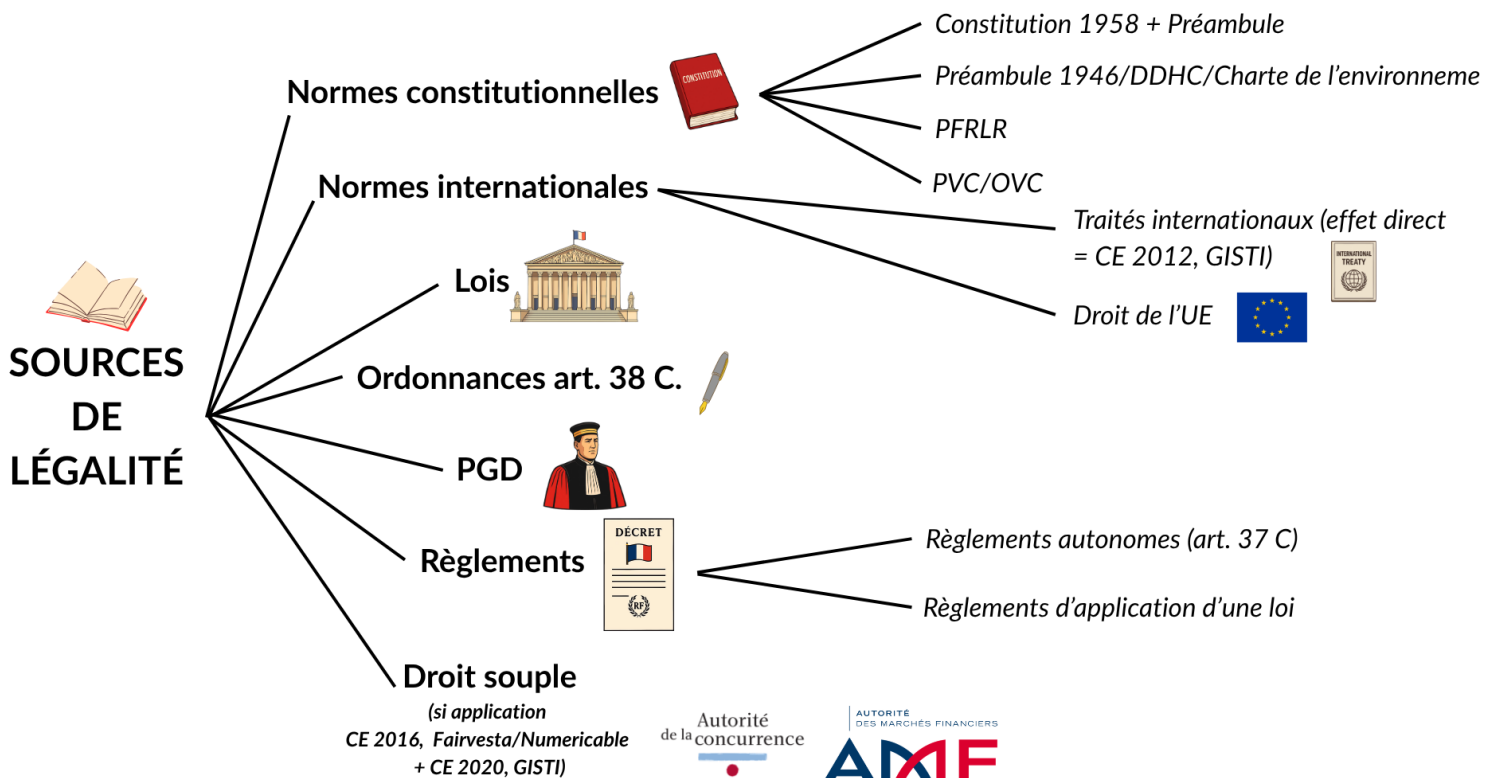 Constitution 1958 + Préambule
Normes constitutionnelles
CONSTITUTION
Préambule 1946/DDHC/Charte de l’environneme
PFRLR
PVC/OVC
Normes internationales
Traités internationaux (effet direct
= CE 2012, GISTI)
INTERNATIONAL
TREATY
Droit de l’UE
Lois
SOURCES
DE
LÉGALITÉ
Ordonnances art. 38 C.
PGD
Règlements
DÉCRET
RF
Règlements autonomes (art. 37 C)
Règlements d’application d’une loi
Droit souple
(si application
CE 2016, Fairvesta/Numericable
+ CE 2020, GISTI)
Autorité
de la concurrence
AUTORITÉ
DES MARCHÉS FINANCIERS
AMF